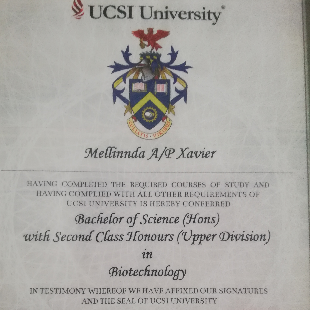 UCSI University®
Mellinnda A/P Xavier
HAVING COMPLETED THE REQUIRED COURSES OF STUDY AND
HAVING COMPLIED WITH ALL OTHER REQUIREMENTS OF
UCSI UNIVERSITY IS HEREBY CONFERRED
Bachelor of Science (Hons)
with Second Class Honours (Upper Division)
in
Biotechnology
IN TESTIMONY WHEREOF WE HAVE AFFIXED OUR SIGNATURES
AND THE SEAL OF UCSI UNIVERSITY